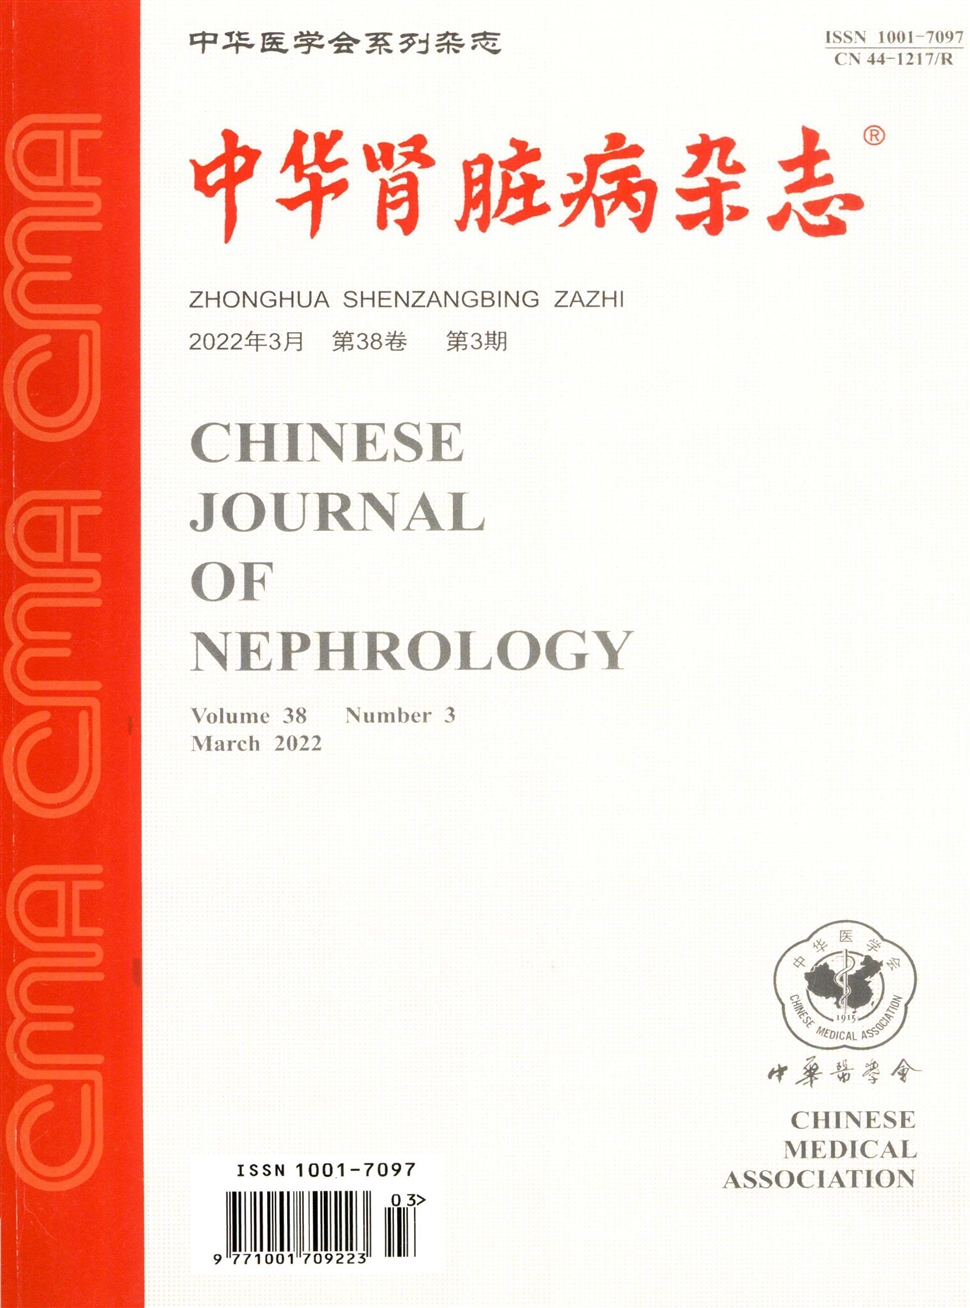 中华医学会系列杂志
ISSN 1001-7097
CN 44-1217/R
中华肾脏病杂志®
ZHONGHUA SHENZANGBING ZAZHI
2022年3月 第38卷 第3期
CHINESE
JOURNAL
OF
NEPHROLOGY
Volume 38 Number 3
March 2022
CMA CMA CMA
中华医学会
1915
CHINESE MEDICAL ASSOCIATION
中華醫學會
CHINESE
MEDICAL
ASSOCIATION
ISSN 1001-7097
03>
9 771001 709223